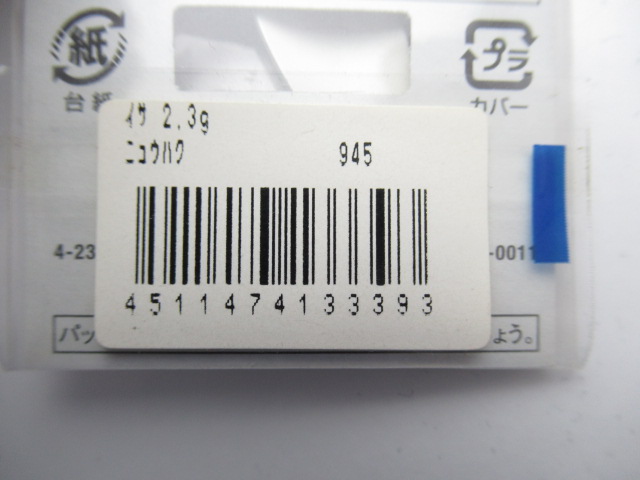 紙
プラ
台紙
カバー
イサ 2.3g
ニュウハク 945
4-23
-0011
4511474133393
パッ
ょう。